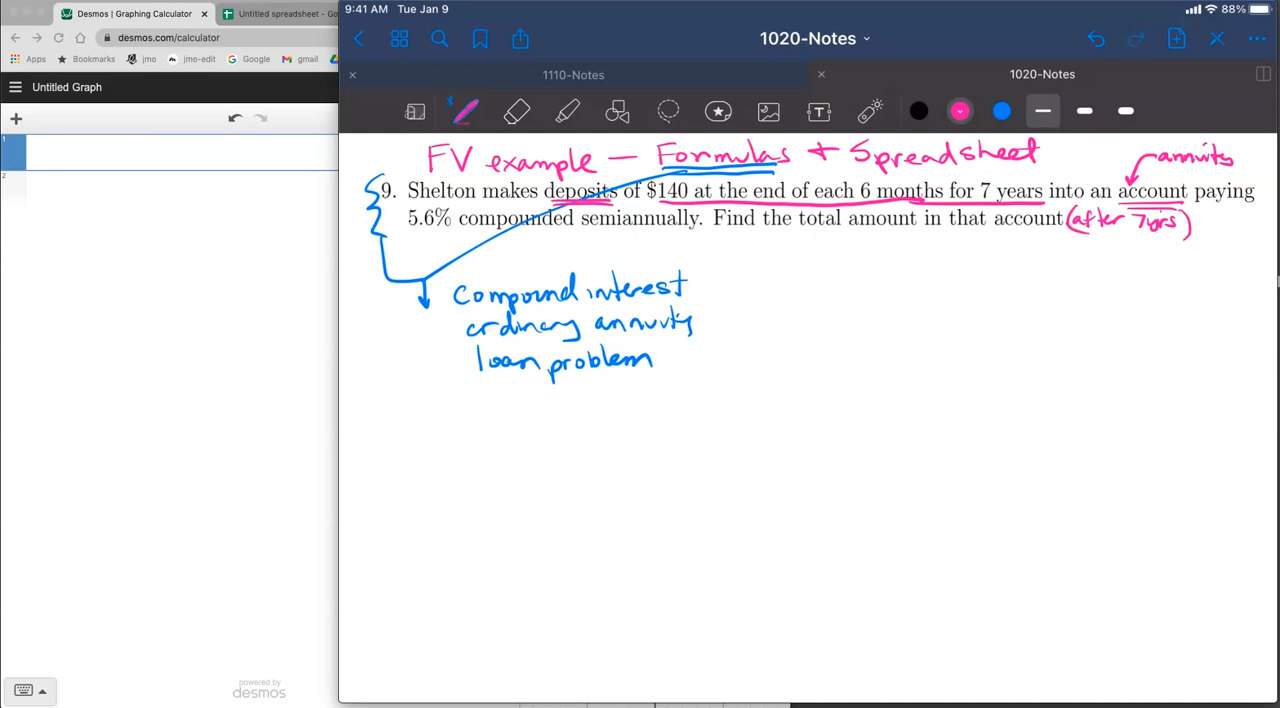 Desmos | Graphing Calculator
Untitled spreadsheet - Go
desmos.com/calculator
Apps
Bookmarks
jmo
jmo-edit
Google
gmail
Untitled Graph
1
2
powered by
desmos
9:41 AM Tue Jan 9
88%
1020-Notes
1110-Notes
1020-Notes
FV example - Formulas + Spreadsheet
annuity
9. Shelton makes deposits of $140 at the end of each 6 months for 7 years into an account paying
5.6% compounded semiannually. Find the total amount in that account (after 7yrs)
Compound interest
ordinary annuity
loan problem